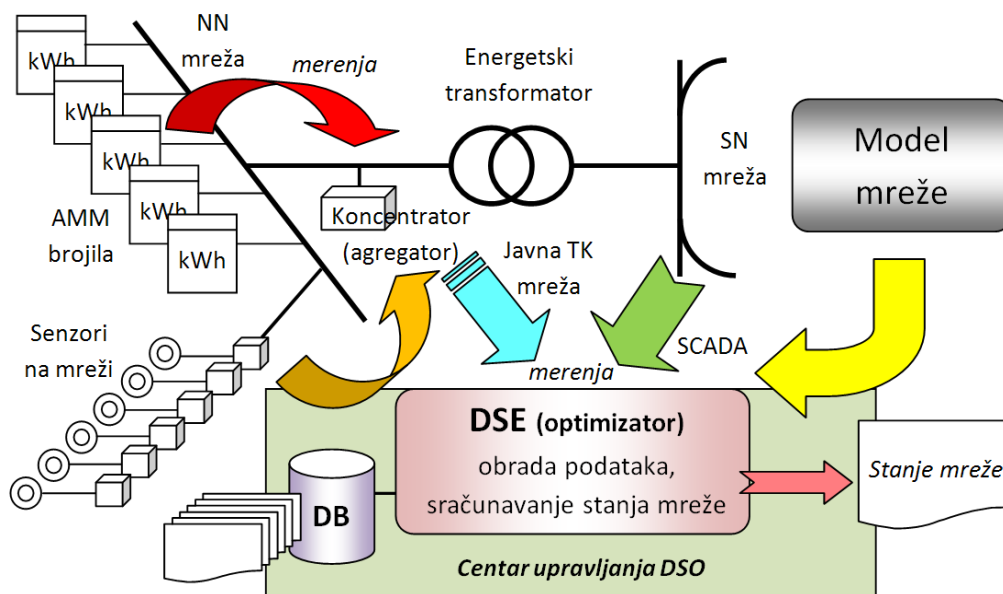 kWh
kWh
kWh
kWh
kWh
AMM
brojila
NN
mreža
merenja
Energetski
transformator
SN
mreža
Model
mreže
Koncentrator
(agregator)
Javna TK
mreža
SCADA
merenja
Senzori
na mreži
DSE (optimizator)
obrada podataka,
sračunavanje stanja mreže
DB
Stanje mreže
Centar upravljanja DSO